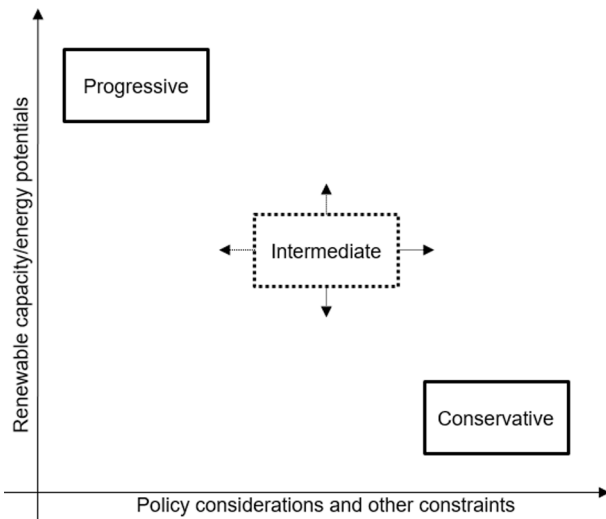 Renewable capacity/energy potentials
Progressive
Intermediate
Conservative
Policy considerations and other constraints